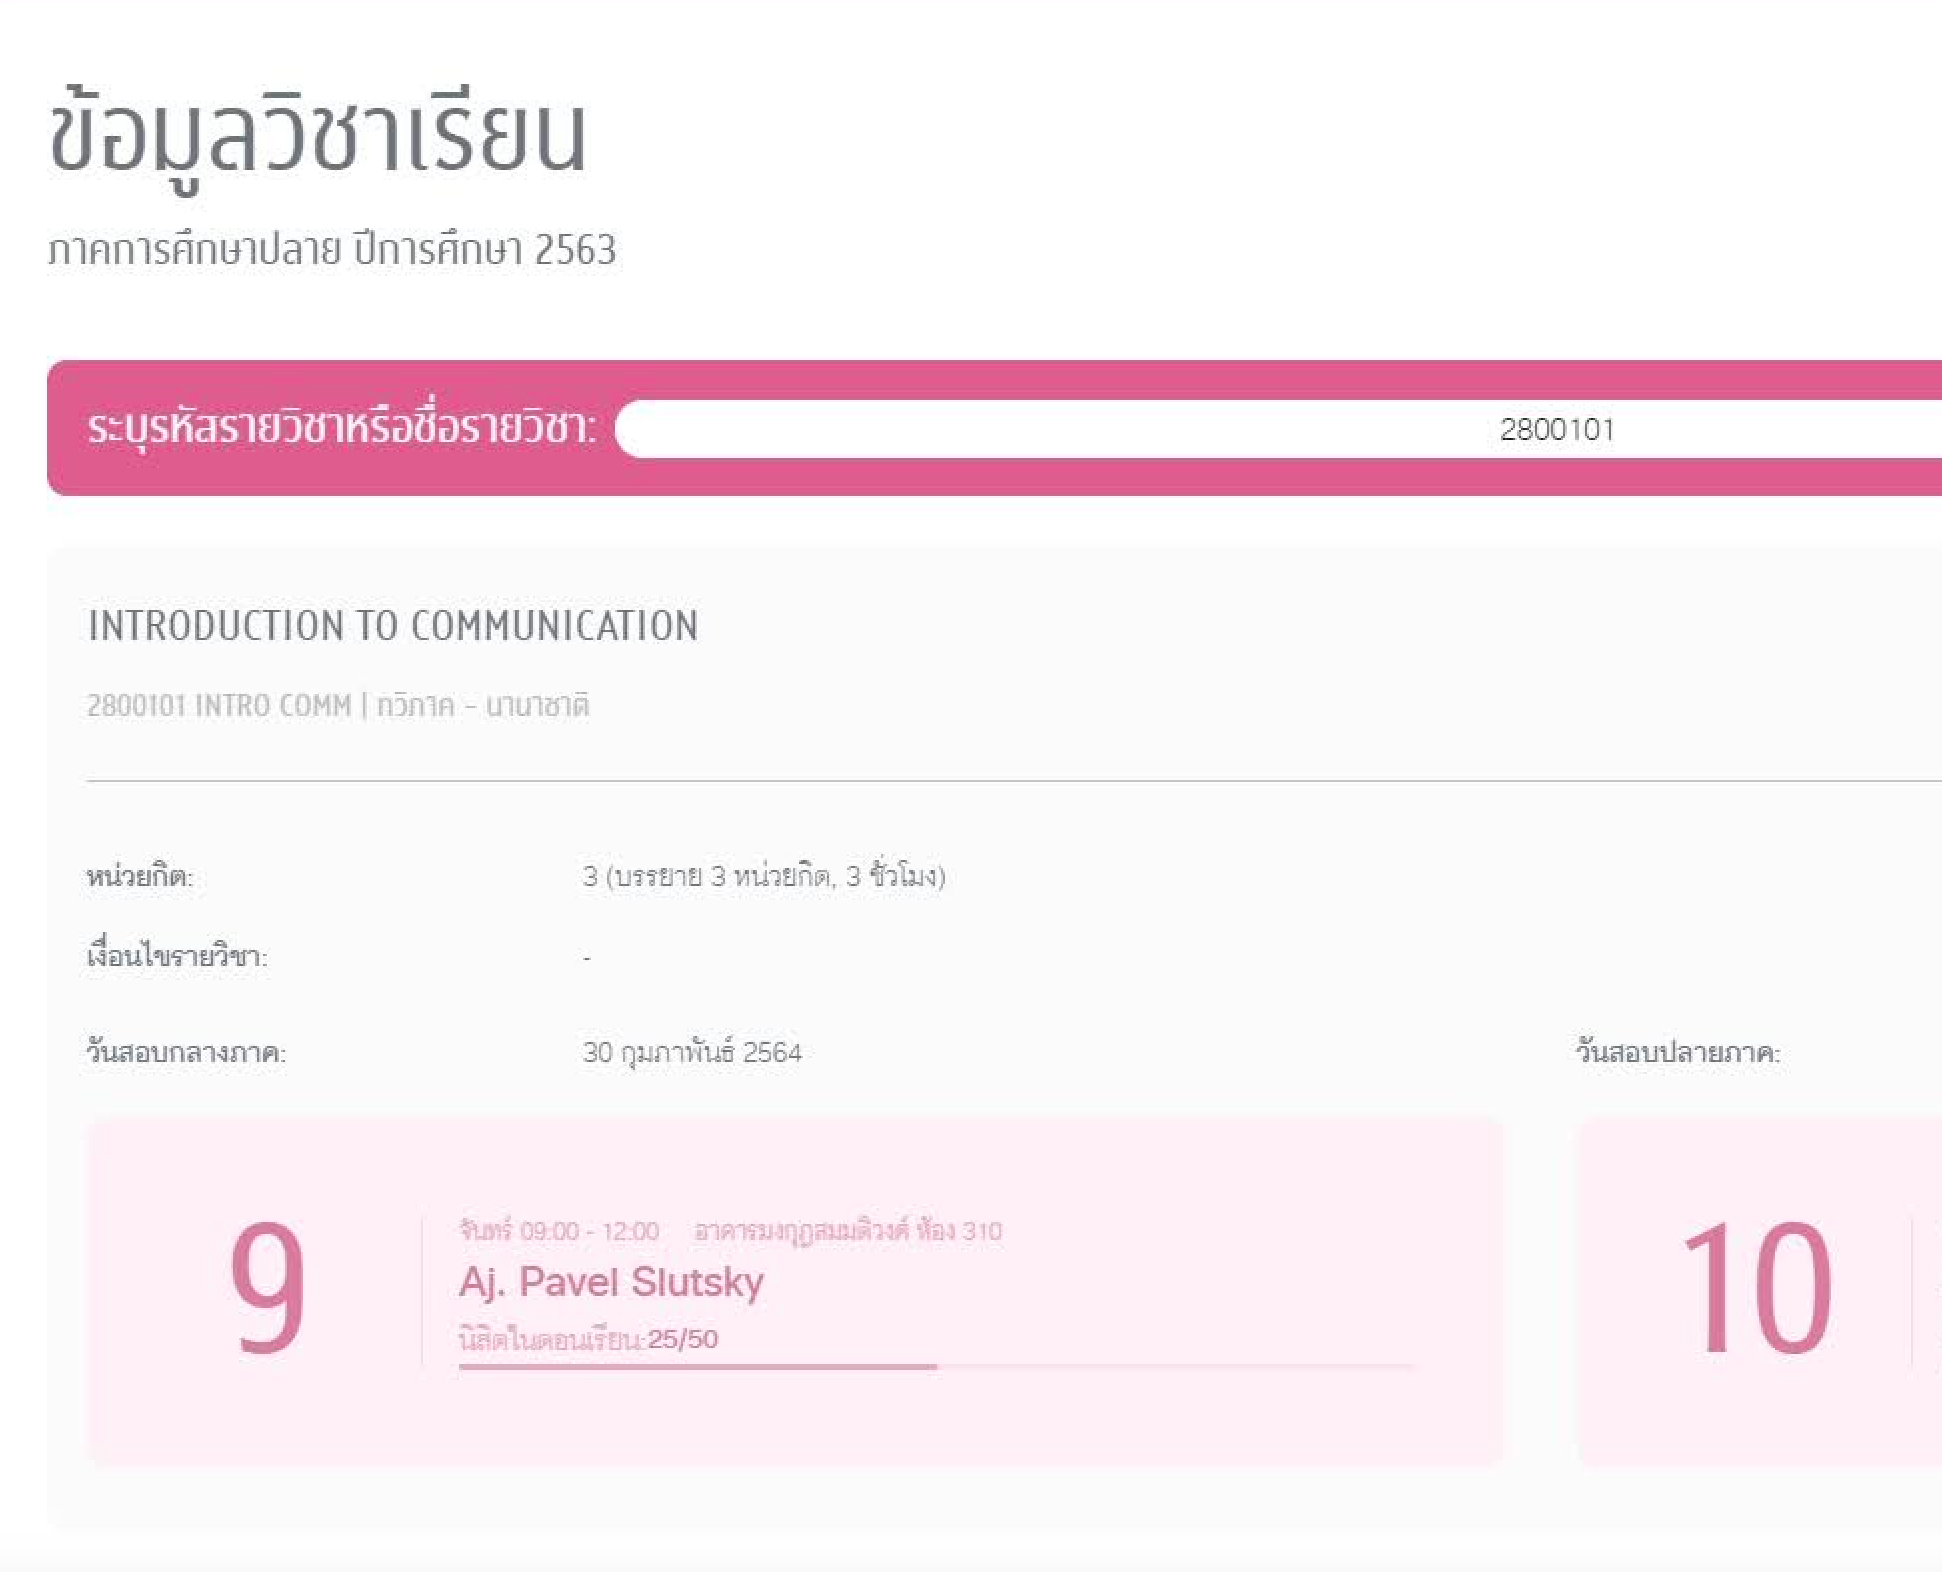 ข้อมูลวิชาเรียน
ภาคการศึกษาปลาย ปีการศึกษา 2563
ระบุรหัสรายวิชาหรือชื่อรายวิชา: 2800101
INTRODUCTION TO COMMUNICATION
2800101 INTRO COMM | ทวิภาค - นานาชาติ
หน่วยกิต: 3 (บรรยาย 3 หน่วยกิต, 3 ชั่วโมง)
เงื่อนไขรายวิชา: -
วันสอบกลางภาค: 30 กุมภาพันธ์ 2564 วันสอบปลายภาค:
9
จันทร์ 09:00 - 12:00 อาคารมงกุฎสมมติวงศ์ ห้อง 310
Aj. Pavel Slutsky
นิสิตในตอนเรียน:25/50
10